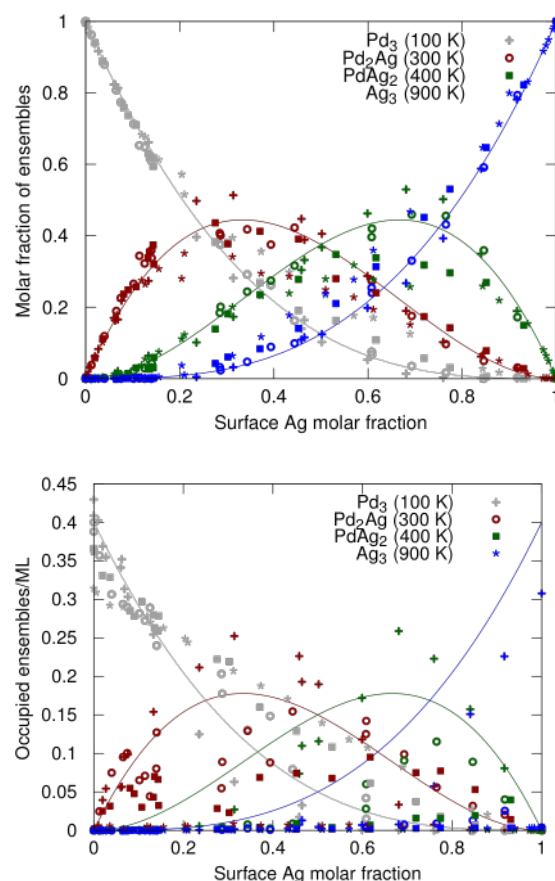 1
0.8
0.6
0.4
0.2
0
Molar fraction of ensembles
Pd3 (100 K)
Pd2Ag (300 K)
PdAg2 (400 K)
Ag3 (900 K)
0 0.2 0.4 0.6 0.8 1
Surface Ag molar fraction
0.45
0.4
0.35
0.3
0.25
0.2
0.15
0.1
0.05
0
Occupied ensembles/ML
Pd3 (100 K)
Pd2Ag (300 K)
PdAg2 (400 K)
Ag3 (900 K)
0 0.2 0.4 0.6 0.8 1
Surface Ag molar fraction